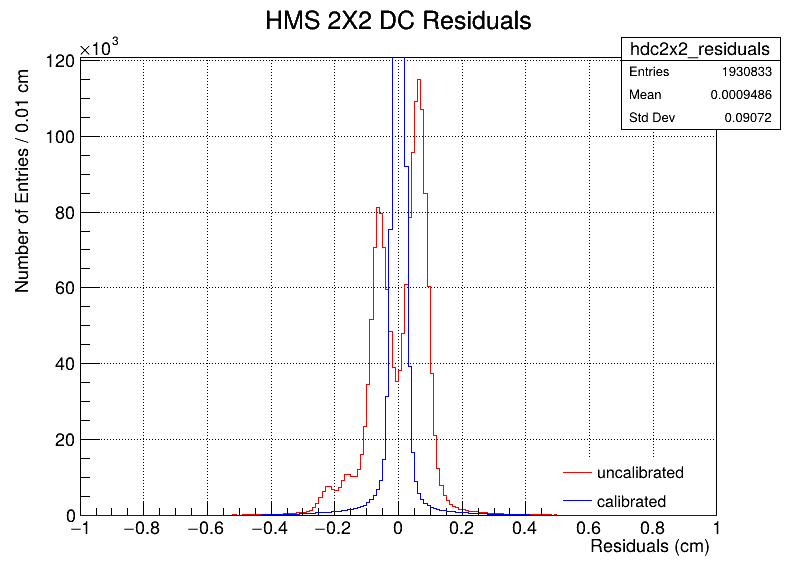 HMS 2X2 DC Residuals
×10³
hdc2x2_residuals
Entries 1930833
Mean 0.0009486
Std Dev 0.09072
Number of Entries / 0.01 cm
120
100
80
60
40
20
0
uncalibrated
calibrated
−1 −0.8 −0.6 −0.4 −0.2 0 0.2 0.4 0.6 0.8 1
Residuals (cm)